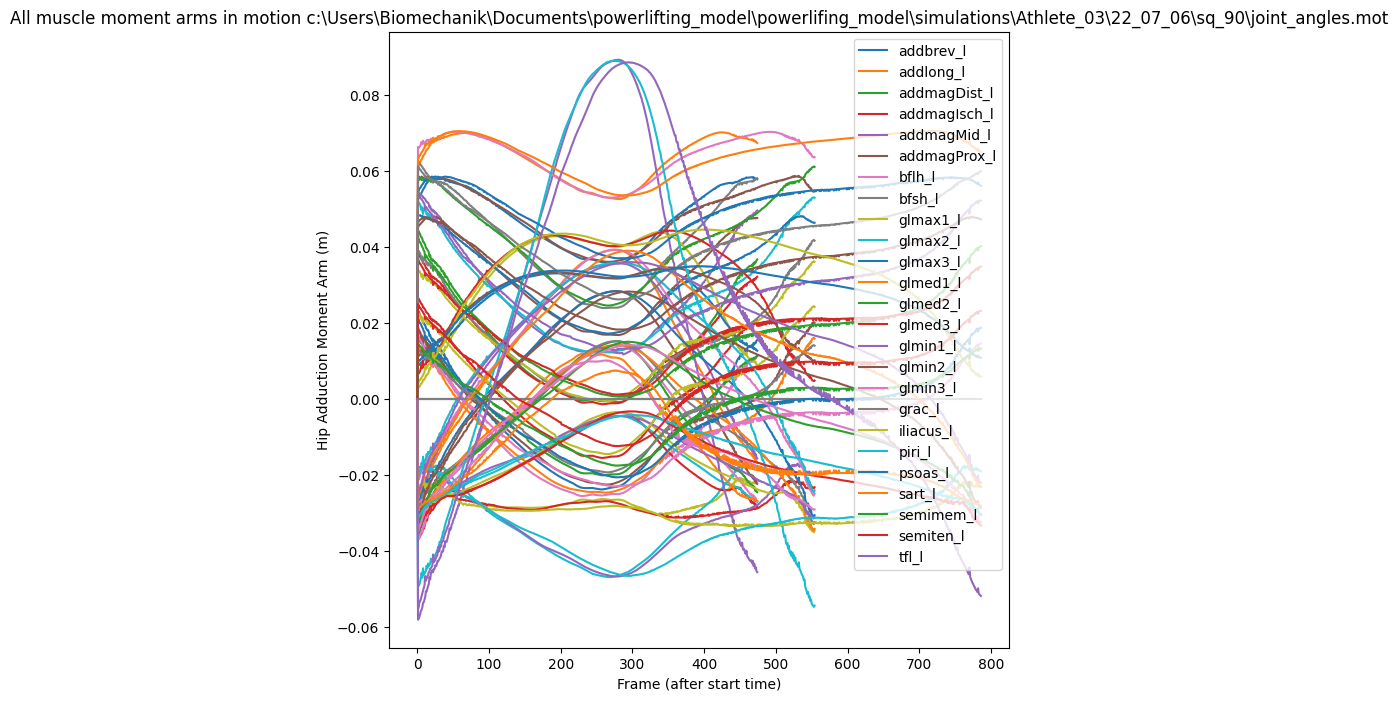 All muscle moment arms in motion c:\Users\Biomechanik\Documents\powerlifting_model\powerlifing_model\simulations\Athlete_03\22_07_06\sq_90\joint_angles.mot
Hip Adduction Moment Arm (m)
0.08
0.06
0.04
0.02
0.00
−0.02
−0.04
−0.06
0 100 200 300 400 500 600 700 800
Frame (after start time)
addbrev_l
addlong_l
addmagDist_l
addmagIsch_l
addmagMid_l
addmagProx_l
bflh_l
bfsh_l
glmax1_l
glmax2_l
glmax3_l
glmed1_l
glmed2_l
glmed3_l
glmin1_l
glmin2_l
glmin3_l
grac_l
iliacus_l
piri_l
psoas_l
sart_l
semimem_l
semiten_l
tfl_l